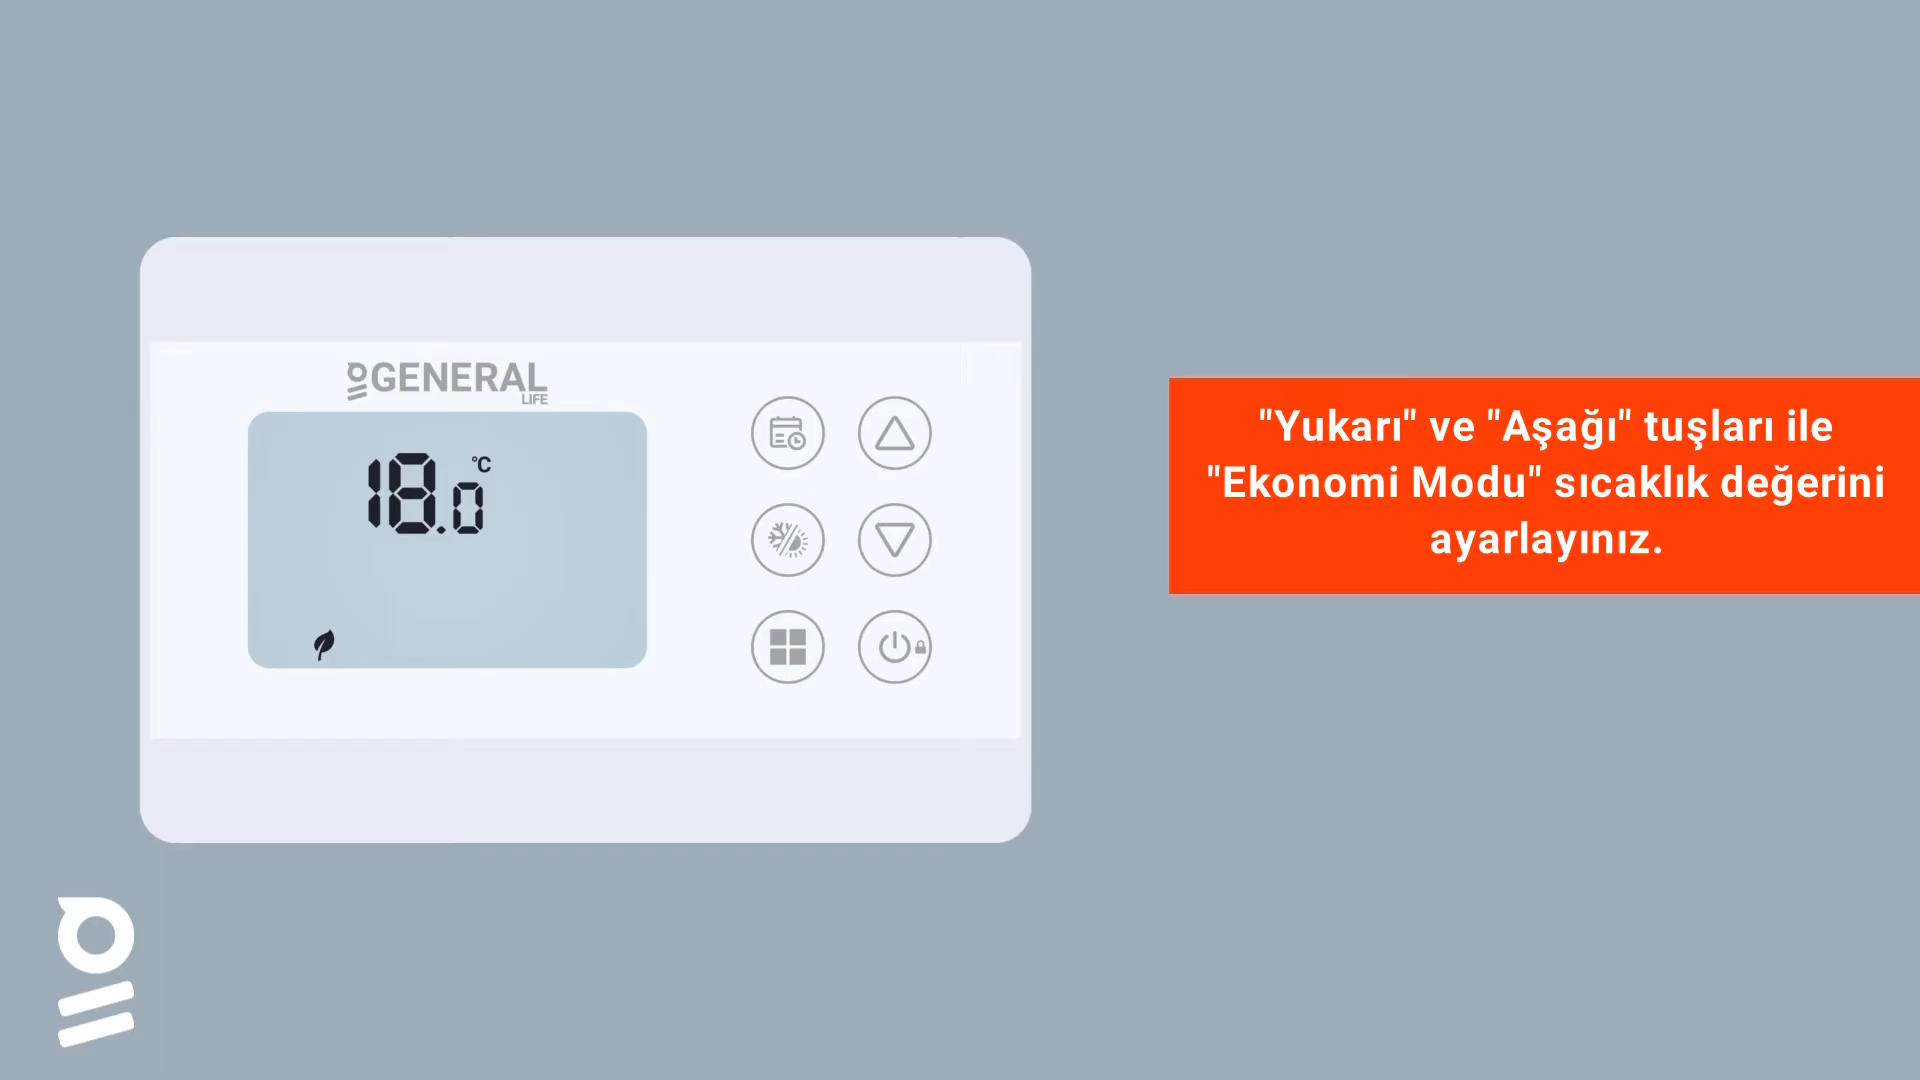 GENERAL
LIFE
18.0 °C
"Yukarı" ve "Aşağı" tuşları ile
"Ekonomi Modu" sıcaklık değerini
ayarlayınız.